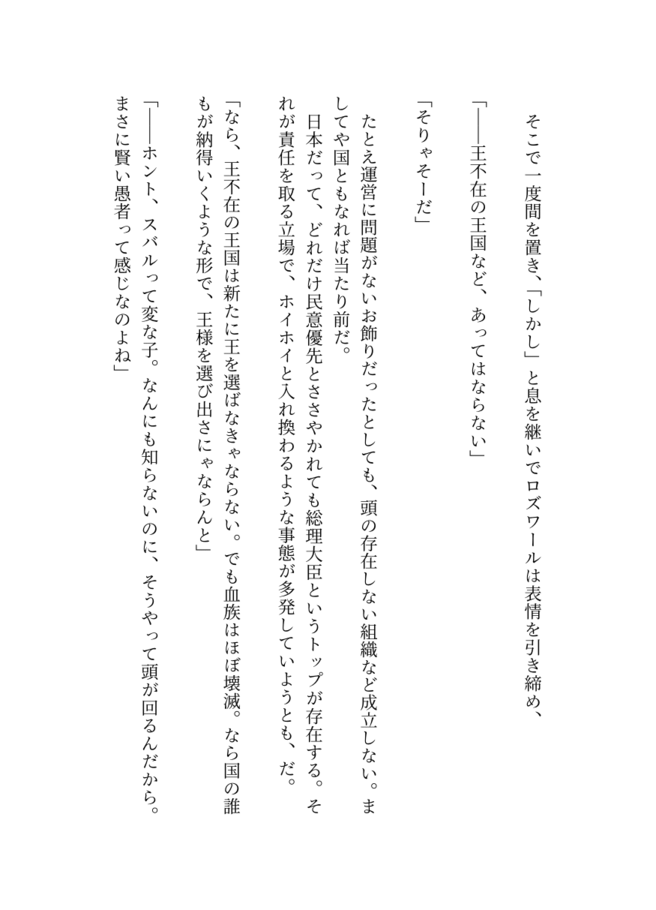 そこで一度間を置き、「しかし」と息を継いでロズワールは表情を引き締め、
「――王不在の王国など、あってはならない」
「そりゃそーだ」
たとえ運営に問題がないお飾りだったとしても、頭の存在しない組織など成立しない。ま
してや国ともなれば当たり前だ。
日本だって、どれだけ民意優先とささやかれても総理大臣というトップが存在する。そ
れが責任を取る立場で、ホイホイと入れ換わるような事態が多発していようとも、だ。
「なら、王不在の王国は新たに王を選ばなきゃならない。でも血族はほぼ壊滅。なら国の誰
もが納得いくような形で、王様を選び出さにゃならんと」
「――ホント、スバルって変な子。なんにも知らないのに、そうやって頭が回るんだから。
まさに賢い愚者って感じなのよね」